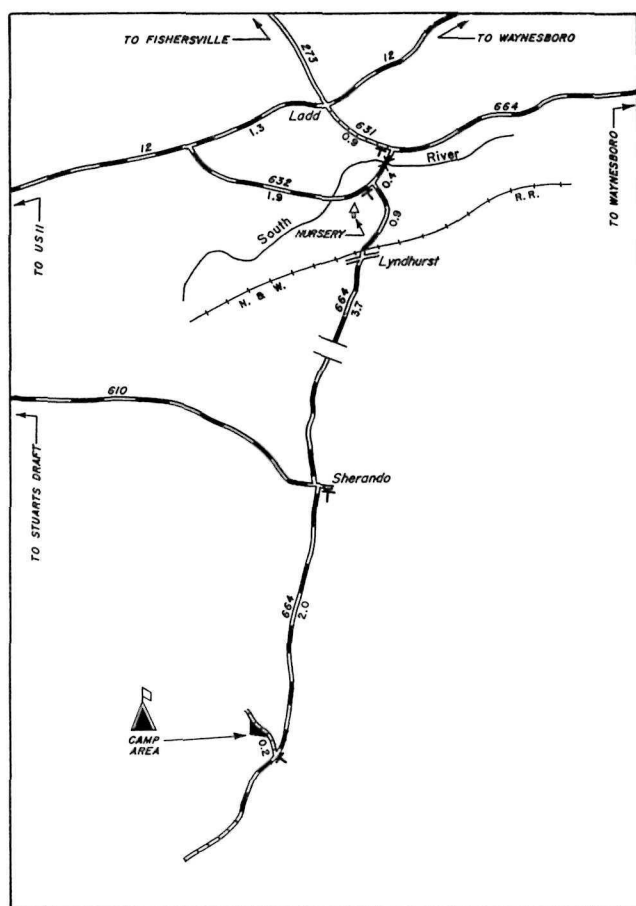 TO FISHERSVILLE
TO WAYNESBORO
273
12
664
Ladd
631
0.9
1.3
12
River
TO WAYNESBORO
632
1.9
0.4
TO US 11
South
NURSERY
0.9
R. R.
Lyndhurst
N. & W.
664
3.7
610
TO STUARTS DRAFT
Sherando
664
2.0
CAMP
AREA
0.2